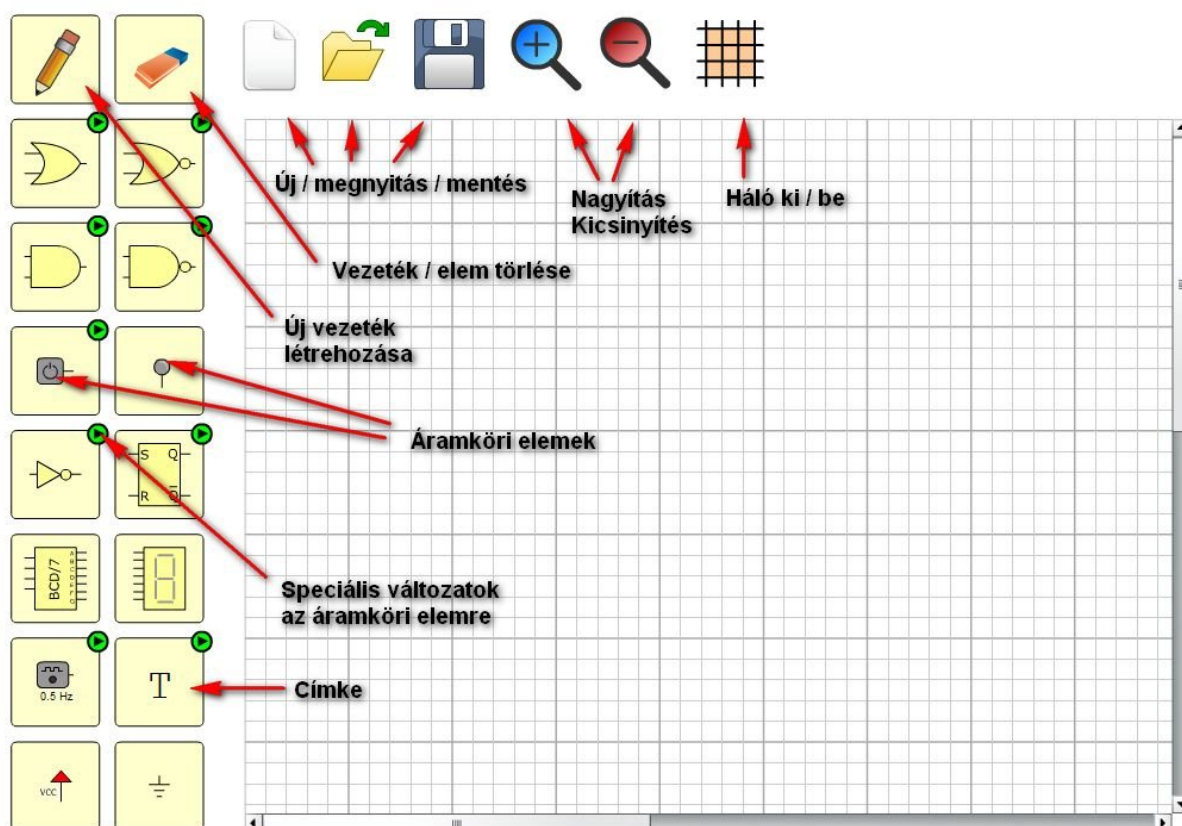 Új / megnyitás / mentés
Nagyítás
Kicsinyítés
Háló ki / be
Vezeték / elem törlése
Új vezeték
létrehozása
Áramköri elemek
S Q
R Q̅
BCD/7
Speciális változatok
az áramköri elemre
0.5 Hz
T
Címke
VCC